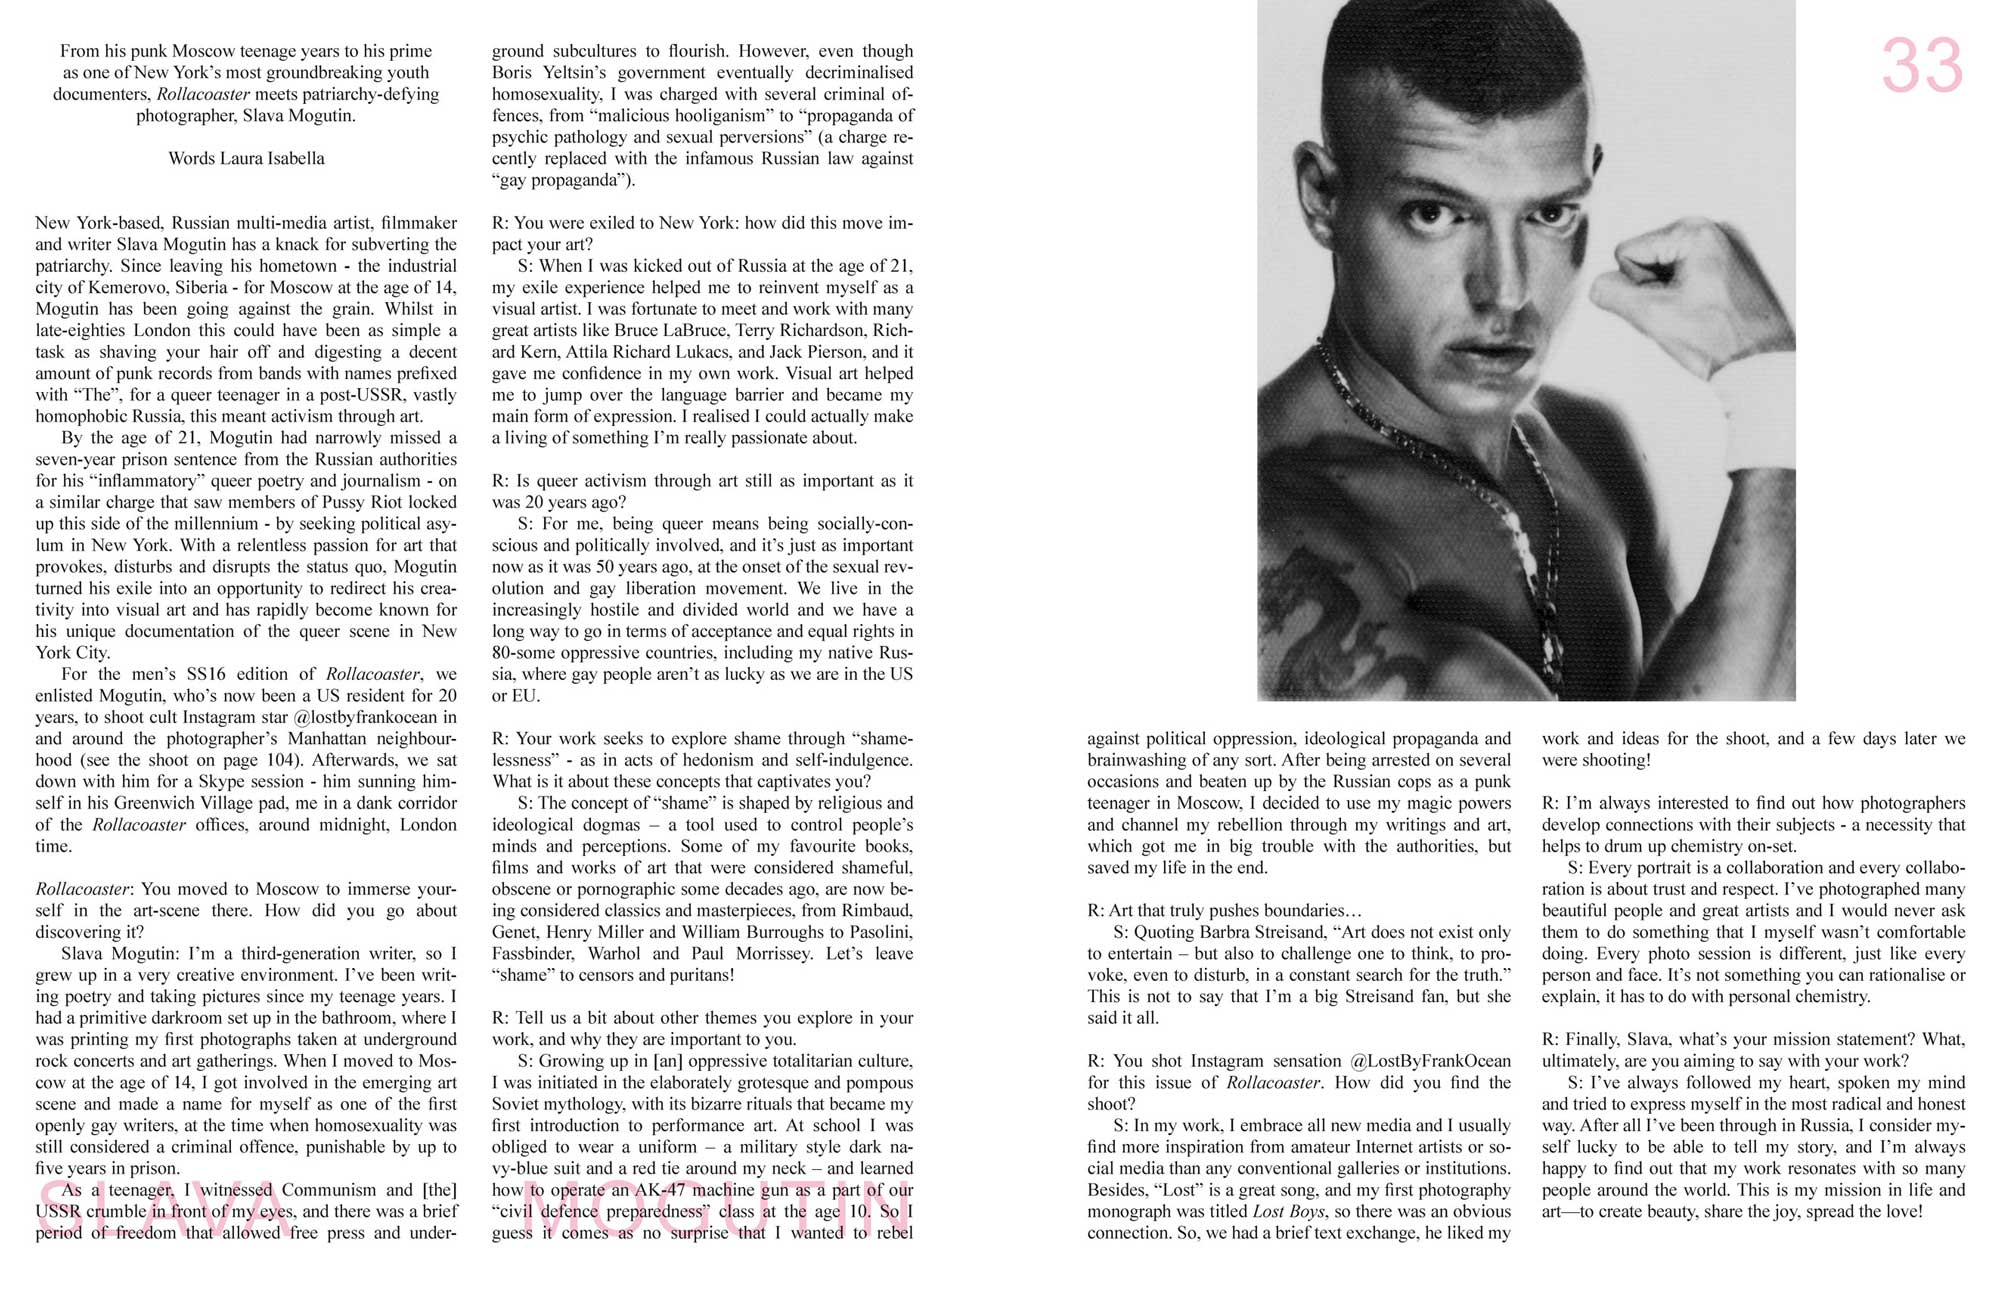 From his punk Moscow teenage years to his prime
as one of New York’s most groundbreaking youth
documenters, Rollacoaster meets patriarchy-defying
photographer, Slava Mogutin.
Words Laura Isabella
New York-based, Russian multi-media artist, filmmaker
and writer Slava Mogutin has a knack for subverting the
patriarchy. Since leaving his hometown - the industrial
city of Kemerovo, Siberia - for Moscow at the age of 14,
Mogutin has been going against the grain. Whilst in
late-eighties London this could have been as simple a
task as shaving your hair off and digesting a decent
amount of punk records from bands with names prefixed
with “The”, for a queer teenager in a post-USSR, vastly
homophobic Russia, this meant activism through art.
By the age of 21, Mogutin had narrowly missed a
seven-year prison sentence from the Russian authorities
for his “inflammatory” queer poetry and journalism - on
a similar charge that saw members of Pussy Riot locked
up this side of the millennium - by seeking political asy-
lum in New York. With a relentless passion for art that
provokes, disturbs and disrupts the status quo, Mogutin
turned his exile into an opportunity to redirect his crea-
tivity into visual art and has rapidly become known for
his unique documentation of the queer scene in New
York City.
For the men’s SS16 edition of Rollacoaster, we
enlisted Mogutin, who’s now been a US resident for 20
years, to shoot cult Instagram star @lostbyfrankocean in
and around the photographer’s Manhattan neighbour-
hood (see the shoot on page 104). Afterwards, we sat
down with him for a Skype session - him sunning him-
self in his Greenwich Village pad, me in a dank corridor
of the Rollacoaster offices, around midnight, London
time.
Rollacoaster: You moved to Moscow to immerse your-
self in the art-scene there. How did you go about
discovering it?
Slava Mogutin: I’m a third-generation writer, so I
grew up in a very creative environment. I’ve been writ-
ing poetry and taking pictures since my teenage years. I
had a primitive darkroom set up in the bathroom, where I
was printing my first photographs taken at underground
rock concerts and art gatherings. When I moved to Mos-
cow at the age of 14, I got involved in the emerging art
scene and made a name for myself as one of the first
openly gay writers, at the time when homosexuality was
still considered a criminal offence, punishable by up to
five years in prison.
As a teenager, I witnessed Communism and [the]
USSR crumble in front of my eyes, and there was a brief
period of freedom that allowed free press and under-
SLAVA
ground subcultures to flourish. However, even though
Boris Yeltsin’s government eventually decriminalised
homosexuality, I was charged with several criminal of-
fences, from “malicious hooliganism” to “propaganda of
psychic pathology and sexual perversions” (a charge re-
cently replaced with the infamous Russian law against
“gay propaganda”).
R: You were exiled to New York: how did this move im-
pact your art?
S: When I was kicked out of Russia at the age of 21,
my exile experience helped me to reinvent myself as a
visual artist. I was fortunate to meet and work with many
great artists like Bruce LaBruce, Terry Richardson, Rich-
ard Kern, Attila Richard Lukacs, and Jack Pierson, and it
gave me confidence in my own work. Visual art helped
me to jump over the language barrier and became my
main form of expression. I realised I could actually make
a living of something I’m really passionate about.
R: Is queer activism through art still as important as it
was 20 years ago?
S: For me, being queer means being socially-con-
scious and politically involved, and it’s just as important
now as it was 50 years ago, at the onset of the sexual rev-
olution and gay liberation movement. We live in the
increasingly hostile and divided world and we have a
long way to go in terms of acceptance and equal rights in
80-some oppressive countries, including my native Rus-
sia, where gay people aren’t as lucky as we are in the US
or EU.
R: Your work seeks to explore shame through “shame-
lessness” - as in acts of hedonism and self-indulgence.
What is it about these concepts that captivates you?
S: The concept of “shame” is shaped by religious and
ideological dogmas – a tool used to control people’s
minds and perceptions. Some of my favourite books,
films and works of art that were considered shameful,
obscene or pornographic some decades ago, are now be-
ing considered classics and masterpieces, from Rimbaud,
Genet, Henry Miller and William Burroughs to Pasolini,
Fassbinder, Warhol and Paul Morrissey. Let’s leave
“shame” to censors and puritans!
R: Tell us a bit about other themes you explore in your
work, and why they are important to you.
S: Growing up in [an] oppressive totalitarian culture,
I was initiated in the elaborately grotesque and pompous
Soviet mythology, with its bizarre rituals that became my
first introduction to performance art. At school I was
obliged to wear a uniform – a military style dark na-
vy-blue suit and a red tie around my neck – and learned
how to operate an AK-47 machine gun as a part of our
“civil defence preparedness” class at the age 10. So I
guess it comes as no surprise that I wanted to rebel
MOGUTIN
33
against political oppression, ideological propaganda and
brainwashing of any sort. After being arrested on several
occasions and beaten up by the Russian cops as a punk
teenager in Moscow, I decided to use my magic powers
and channel my rebellion through my writings and art,
which got me in big trouble with the authorities, but
saved my life in the end.
R: Art that truly pushes boundaries…
S: Quoting Barbra Streisand, “Art does not exist only
to entertain – but also to challenge one to think, to pro-
voke, even to disturb, in a constant search for the truth.”
This is not to say that I’m a big Streisand fan, but she
said it all.
R: You shot Instagram sensation @LostByFrankOcean
for this issue of Rollacoaster. How did you find the
shoot?
S: In my work, I embrace all new media and I usually
find more inspiration from amateur Internet artists or so-
cial media than any conventional galleries or institutions.
Besides, “Lost” is a great song, and my first photography
monograph was titled Lost Boys, so there was an obvious
connection. So, we had a brief text exchange, he liked my
work and ideas for the shoot, and a few days later we
were shooting!
R: I’m always interested to find out how photographers
develop connections with their subjects - a necessity that
helps to drum up chemistry on-set.
S: Every portrait is a collaboration and every collabo-
ration is about trust and respect. I’ve photographed many
beautiful people and great artists and I would never ask
them to do something that I myself wasn’t comfortable
doing. Every photo session is different, just like every
person and face. It’s not something you can rationalise or
explain, it has to do with personal chemistry.
R: Finally, Slava, what’s your mission statement? What,
ultimately, are you aiming to say with your work?
S: I’ve always followed my heart, spoken my mind
and tried to express myself in the most radical and honest
way. After all I’ve been through in Russia, I consider my-
self lucky to be able to tell my story, and I’m always
happy to find out that my work resonates with so many
people around the world. This is my mission in life and
art—to create beauty, share the joy, spread the love!